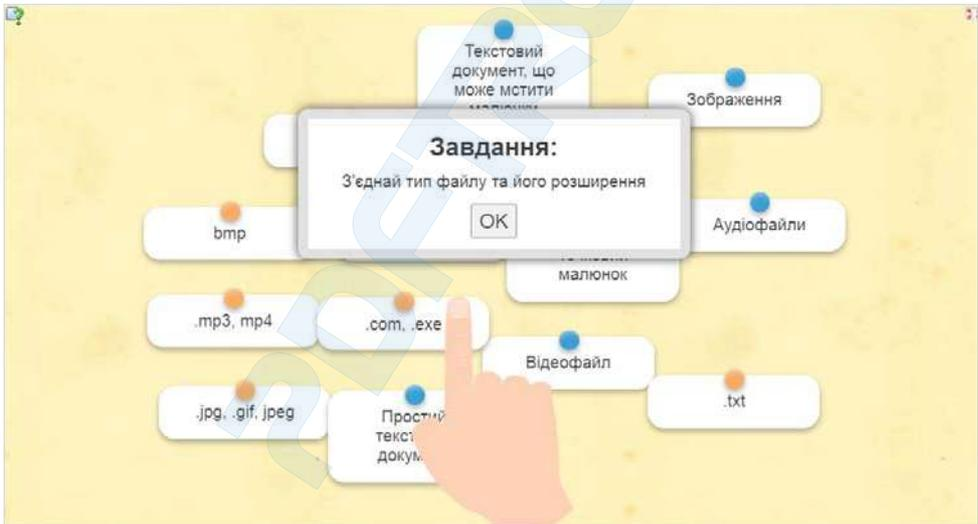 Текстовий
документ, що
може мстити
Зображення
Завдання:
З'єднай тип файлу та його розширення
OK
bmp
Аудіофайли
малюнок
.mp3, mp4
.com, .exe
Відеофайл
.jpg, .gif, jpeg
Простий
.txt